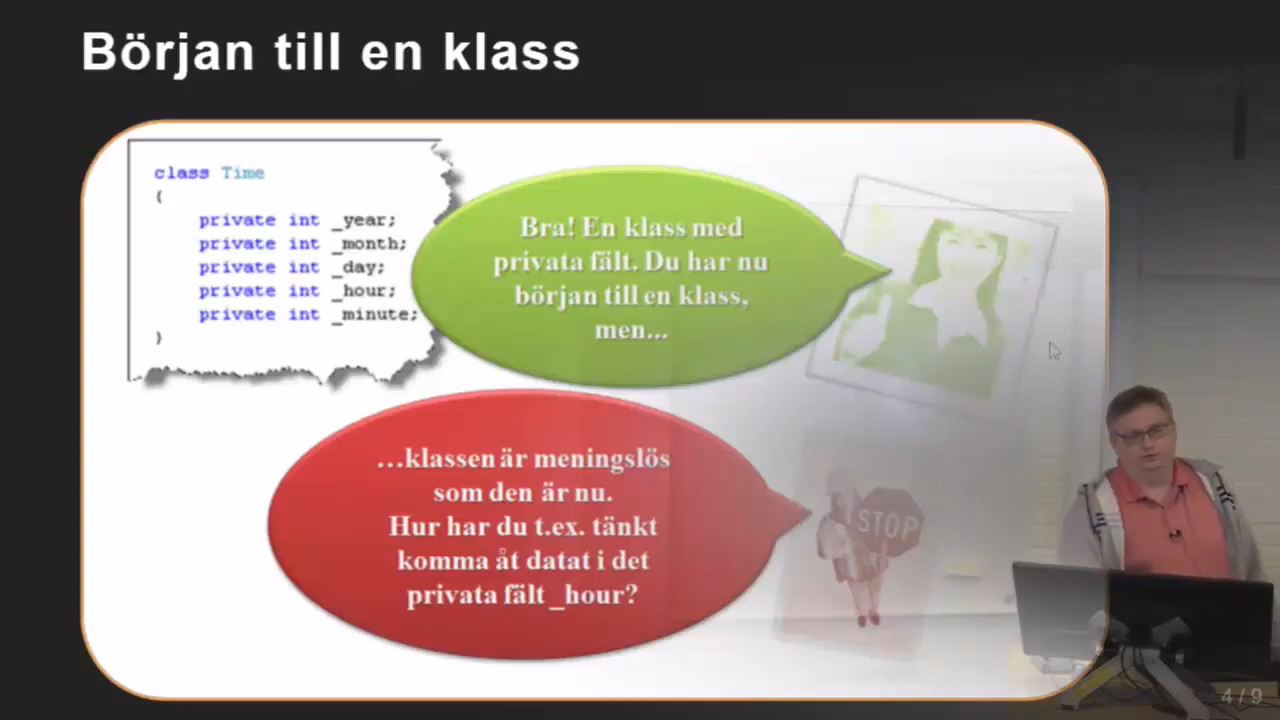 Början till en klass
class Time
{
private int _year;
private int _month;
private int _day;
private int _hour;
private int _minute;
}
Bra! En klass med
privata fält. Du har nu
början till en klass,
men...
...klassen är meningslös
som den är nu.
Hur har du t.ex. tänkt
komma åt datat i det
privata fält _hour?
STOP
4 / 9